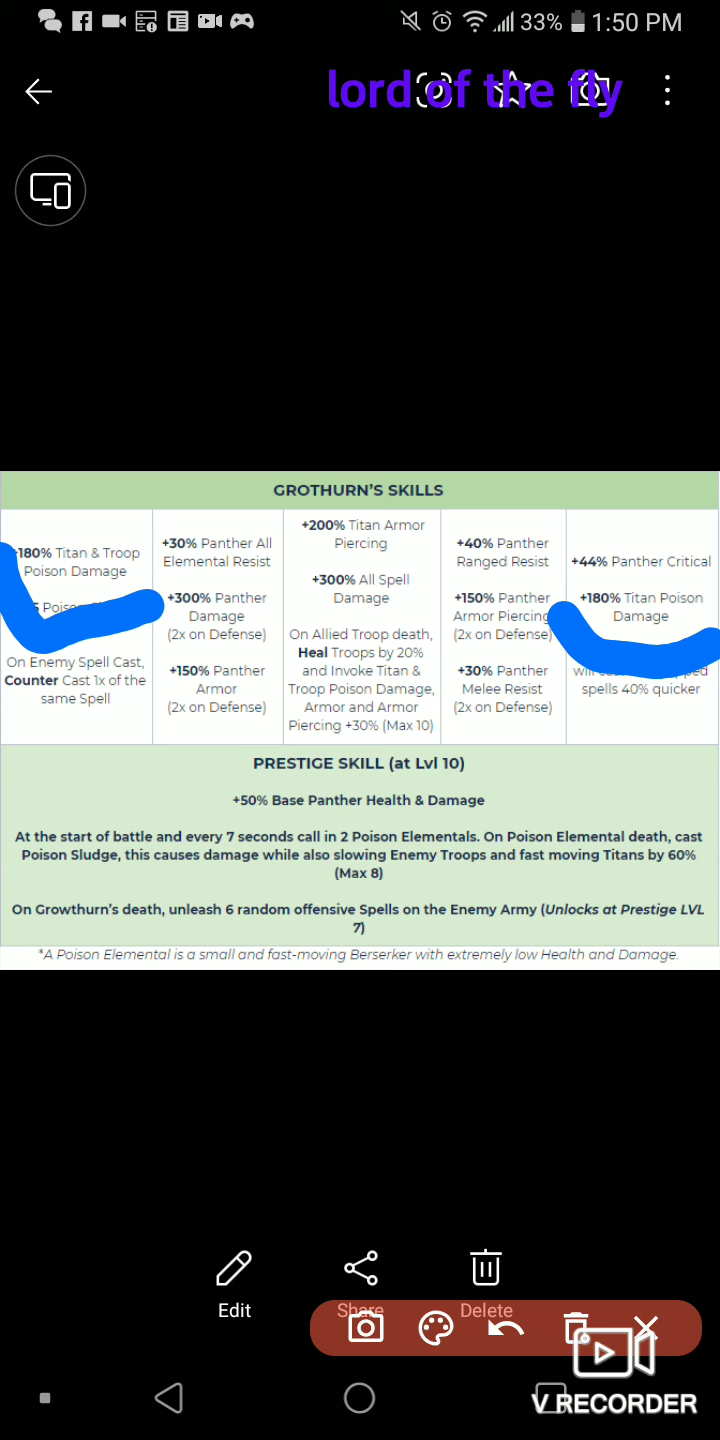 33% 1:50 PM
lord of the fly
GROTHURN'S SKILLS
+180% Titan & Troop
Poison Damage
Poison
On Enemy Spell Cast,
Counter Cast 1x of the
same Spell
+30% Panther All
Elemental Resist
+300% Panther
Damage
(2x on Defense)
+150% Panther
Armor
(2x on Defense)
+200% Titan Armor
Piercing
+300% All Spell
Damage
On Allied Troop death,
Heal Troops by 20%
and Invoke Titan &
Troop Poison Damage,
Armor and Armor
Piercing +30% (Max 10)
+40% Panther
Ranged Resist
+150% Panther
Armor Piercing
(2x on Defense)
+30% Panther
Melee Resist
(2x on Defense)
+44% Panther Critical
+180% Titan Poison
Damage
will
spells 40% quicker
PRESTIGE SKILL (at Lvl 10)
+50% Base Panther Health & Damage
At the start of battle and every 7 seconds call in 2 Poison Elementals. On Poison Elemental death, cast
Poison Sludge, this causes damage while also slowing Enemy Troops and fast moving Titans by 60%
(Max 8)
On Growthurn's death, unleash 6 random offensive Spells on the Enemy Army (Unlocks at Prestige LVL
7)
*A Poison Elemental is a small and fast-moving Berserker with extremely low Health and Damage.
Edit
Share
Delete
V RECORDER